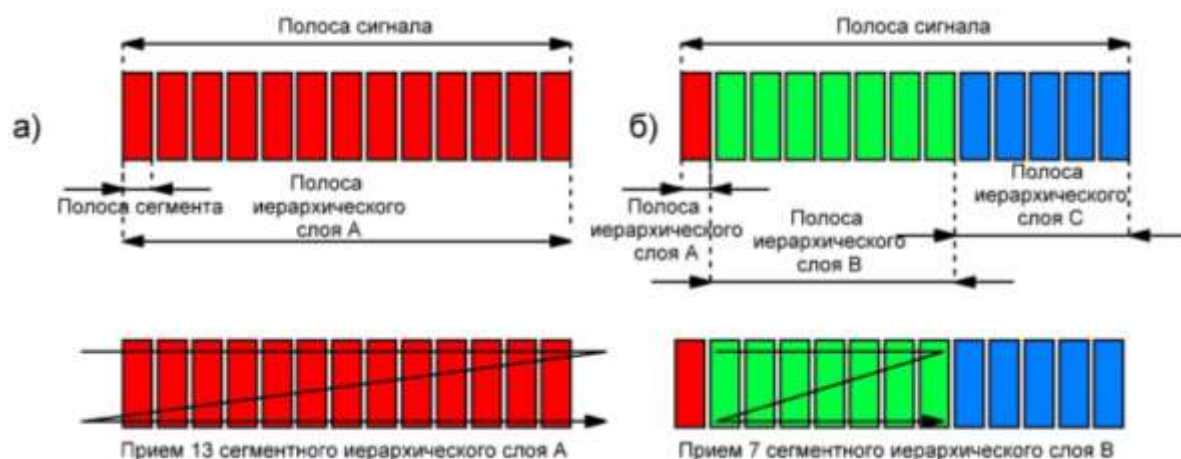 Полоса сигнала
а)
Полоса сегмента
Полоса
иерархического
слоя А
Прием 13 сегментного иерархического слоя А
Полоса сигнала
б)
Полоса
иерархического
слоя А
Полоса
иерархического
слоя В
Полоса
иерархического
слоя С
Прием 7 сегментного иерархического слоя В